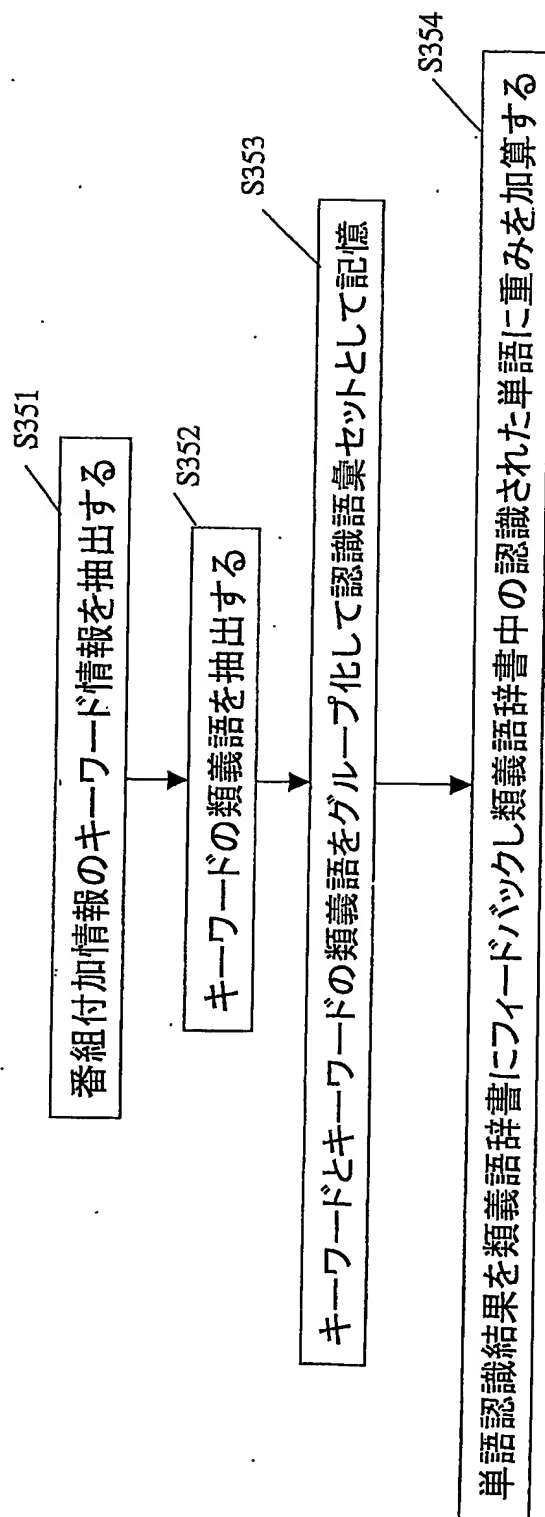 S351
番組付加情報のキーワード情報を抽出する
S352
キーワードの類義語を抽出する
S353
キーワードとキーワードの類義語をグループ化して認識語彙セットとして記憶
S354
単語認識結果を類義語辞書にフィードバックし類義語辞書中の認識された単語に重みを加算する